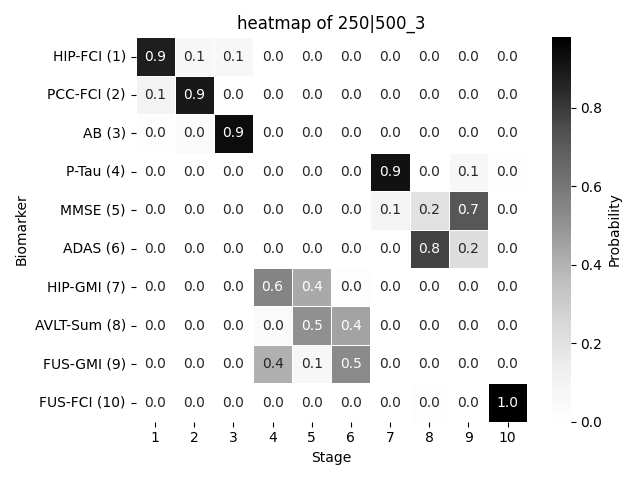 heatmap of 250|500_3
HIP-FCI (1) 0.9 0.1 0.1 0.0 0.0 0.0 0.0 0.0 0.0 0.0
PCC-FCI (2) 0.1 0.9 0.0 0.0 0.0 0.0 0.0 0.0 0.0 0.0
AB (3) 0.0 0.0 0.9 0.0 0.0 0.0 0.0 0.0 0.0 0.0
P-Tau (4) 0.0 0.0 0.0 0.0 0.0 0.0 0.9 0.0 0.1 0.0
MMSE (5) 0.0 0.0 0.0 0.0 0.0 0.0 0.1 0.2 0.7 0.0
ADAS (6) 0.0 0.0 0.0 0.0 0.0 0.0 0.0 0.8 0.2 0.0
HIP-GMI (7) 0.0 0.0 0.0 0.6 0.4 0.0 0.0 0.0 0.0 0.0
AVLT-Sum (8) 0.0 0.0 0.0 0.0 0.5 0.4 0.0 0.0 0.0 0.0
FUS-GMI (9) 0.0 0.0 0.0 0.4 0.1 0.5 0.0 0.0 0.0 0.0
FUS-FCI (10) 0.0 0.0 0.0 0.0 0.0 0.0 0.0 0.0 0.0 1.0
1 2 3 4 5 6 7 8 9 10
Stage
Biomarker
0.8
0.6
0.4
0.2
0.0
Probability